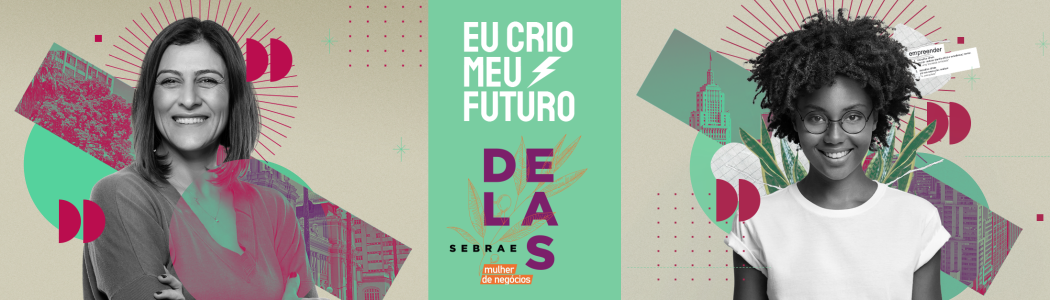 EU CRIO
MEU
FUTURO
DE
LA
S
SEBRAE
mulher
de negócios
empreender